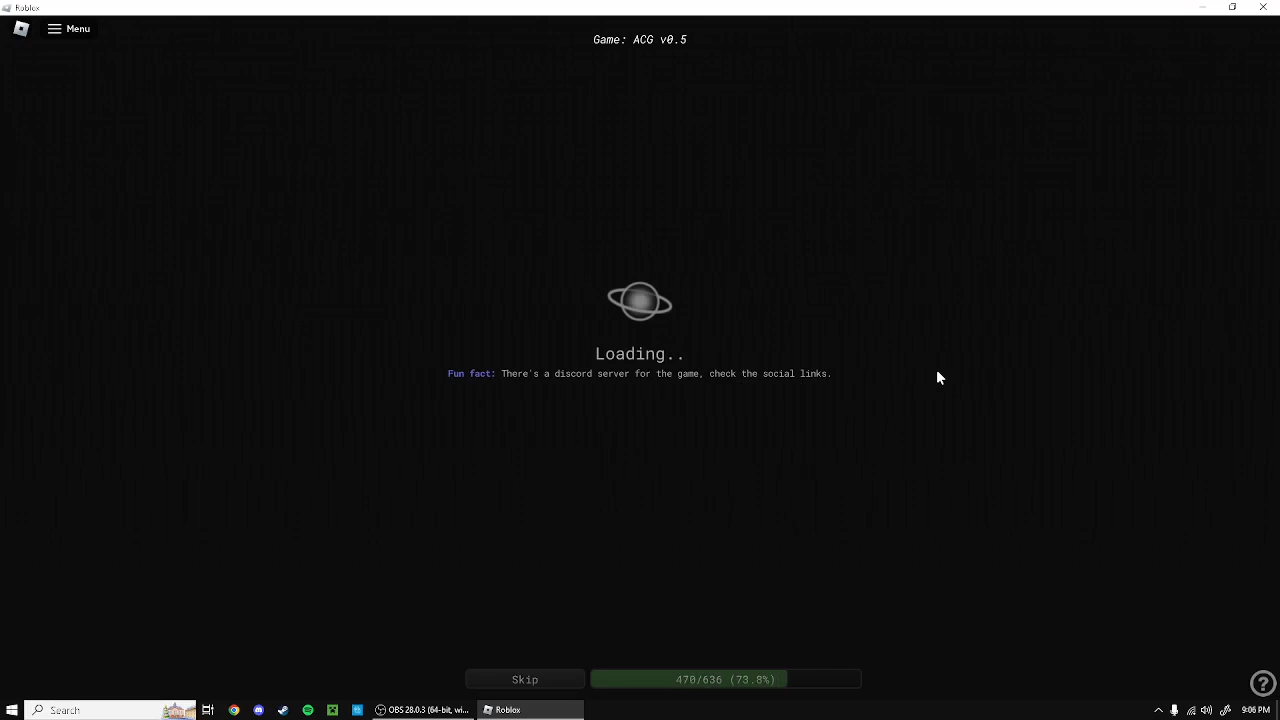 Roblox
Menu
Game: ACG v0.5
Loading..
Fun fact: There's a discord server for the game, check the social links.
Skip
470/636 (73.8%)
?
Search
OBS 28.0.3 (64-bit, wi...
Roblox
9:06 PM